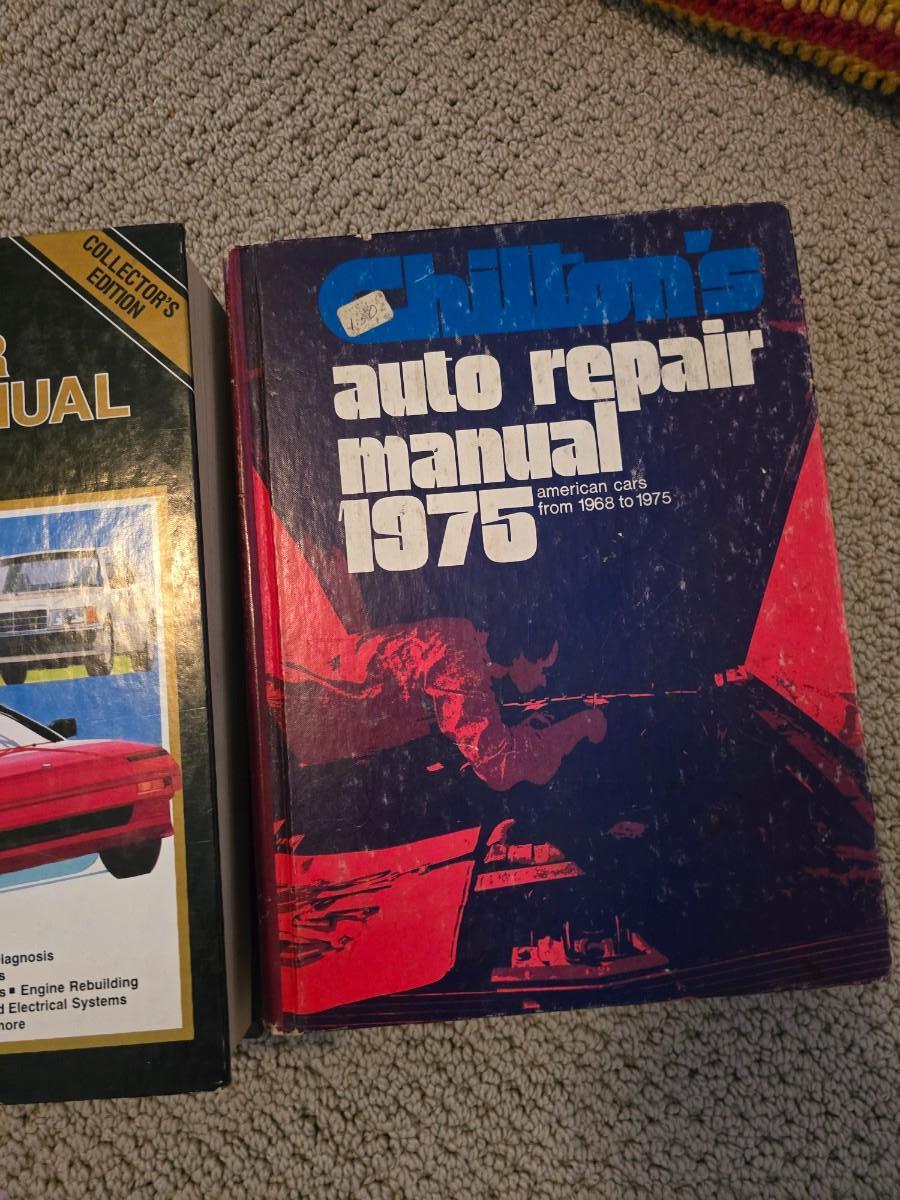 COLLECTOR'S
EDITION
R
UAL
iagnosis
s
s ▪ Engine Rebuilding
d Electrical Systems
more
Chilton's
auto repair
manual
1975
american cars
from 1968 to 1975